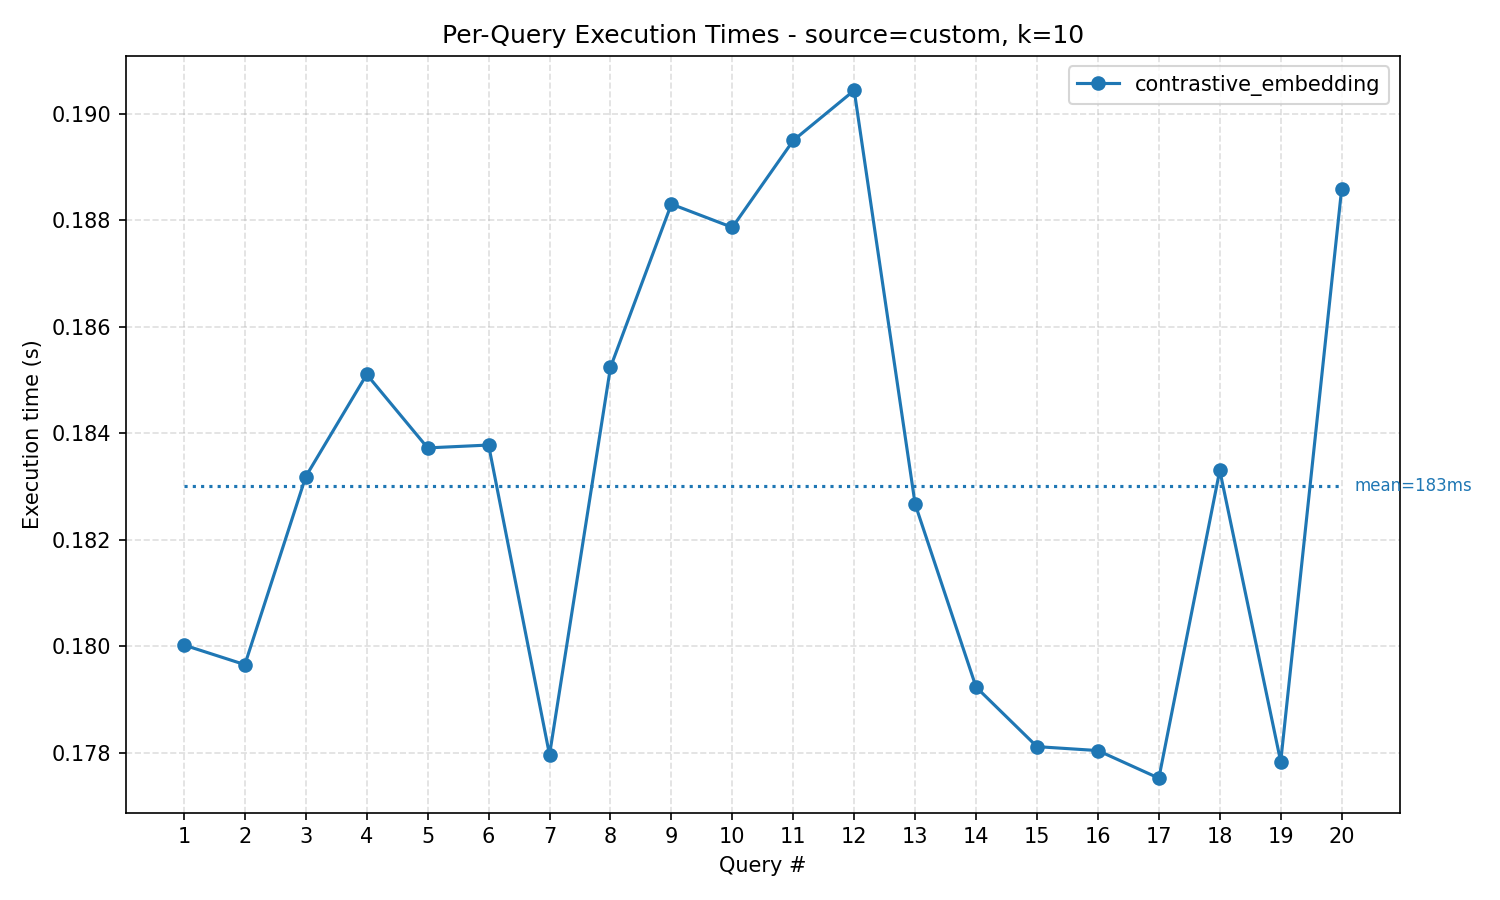 Per-Query Execution Times - source=custom, k=10
contrastive_embedding
0.190
0.188
0.186
0.184
0.182
0.180
0.178
Execution time (s)
mean=183ms
1 2 3 4 5 6 7 8 9 10 11 12 13 14 15 16 17 18 19 20
Query #